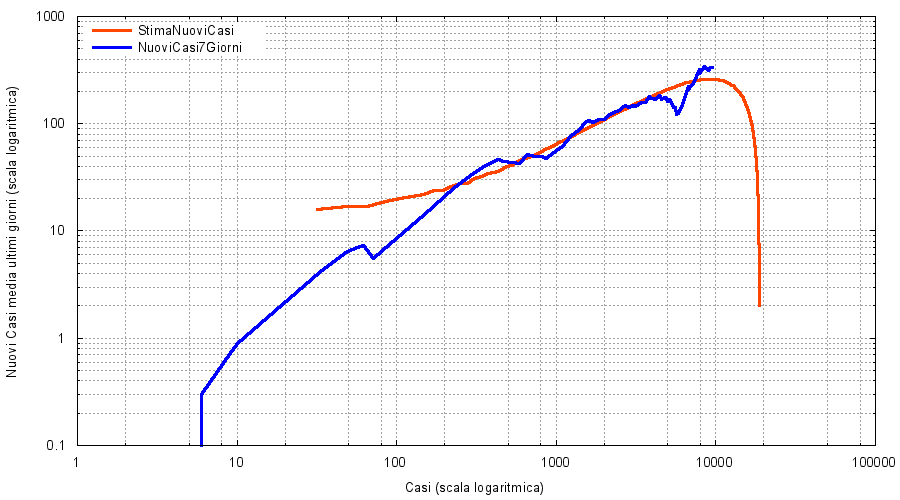 1000
StimaNuoviCasi
NuoviCasi7Giorni
100
10
1
0.1
1 10 100 1000 10000 100000
Nuovi Casi media ultimi giorni (scala logaritmica)
Casi (scala logaritmica)